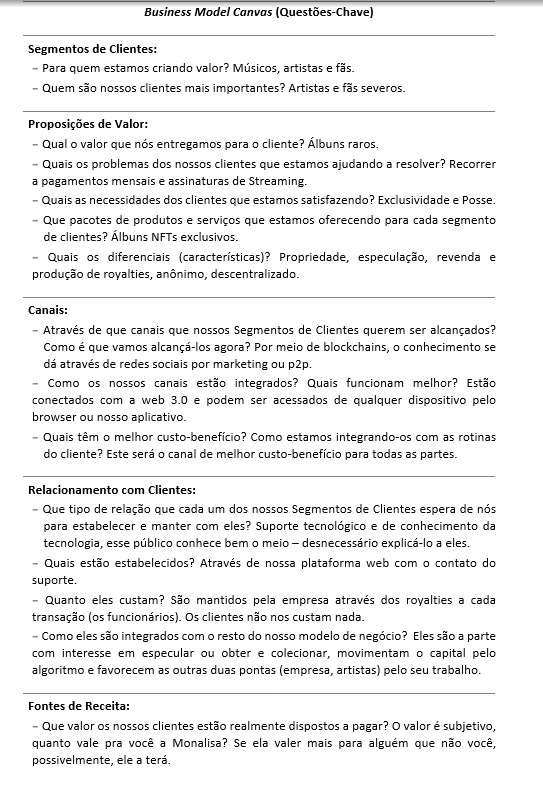 Business Model Canvas (Questões-Chave)
Segmentos de Clientes:
– Para quem estamos criando valor? Músicos, artistas e fãs.
– Quem são nossos clientes mais importantes? Artistas e fãs severos.
Proposições de Valor:
– Qual o valor que nós entregamos para o cliente? Álbuns raros.
– Quais os problemas dos nossos clientes que estamos ajudando a resolver? Recorrer
a pagamentos mensais e assinaturas de Streaming.
– Quais as necessidades dos clientes que estamos satisfazendo? Exclusividade e Posse.
– Que pacotes de produtos e serviços que estamos oferecendo para cada segmento
de clientes? Álbuns NFTs exclusivos.
– Quais os diferenciais (características)? Propriedade, especulação, revenda e
produção de royalties, anônimo, descentralizado.
Canais:
– Através de que canais que nossos Segmentos de Clientes querem ser alcançados?
Como é que vamos alcançá-los agora? Por meio de blockchains, o conhecimento se
dá através de redes sociais por marketing ou p2p.
– Como os nossos canais estão integrados? Quais funcionam melhor? Estão
conectados com a web 3.0 e podem ser acessados de qualquer dispositivo pelo
browser ou nosso aplicativo.
– Quais têm o melhor custo-benefício? Como estamos integrando-os com as rotinas
do cliente? Este será o canal de melhor custo-benefício para todas as partes.
Relacionamento com Clientes:
– Que tipo de relação que cada um dos nossos Segmentos de Clientes espera de nós
para estabelecer e manter com eles? Suporte tecnológico e de conhecimento da
tecnologia, esse público conhece bem o meio – desnecessário explicá-lo a eles.
– Quais estão estabelecidos? Através de nossa plataforma web com o contato do
suporte.
– Quanto eles custam? São mantidos pela empresa através dos royalties a cada
transação (os funcionários). Os clientes não nos custam nada.
– Como eles são integrados com o resto do nosso modelo de negócio? Eles são a parte
com interesse em especular ou obter e colecionar, movimentam o capital pelo
algoritmo e favorecem as outras duas pontas (empresa, artistas) pelo seu trabalho.
Fontes de Receita:
– Que valor os nossos clientes estão realmente dispostos a pagar? O valor é subjetivo,
quanto vale pra você a Monalisa? Se ela valer mais para alguém que não você,
possivelmente, ele a terá.